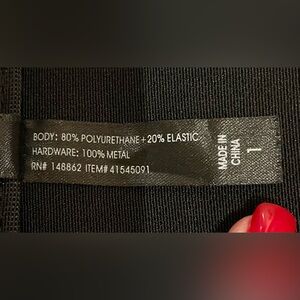 BODY: 80% POLYURETHANE+20% ELASTIC
HARDWARE: 100% METAL
RN# 148862 ITEM# 41545091
MADE IN
CHINA
1